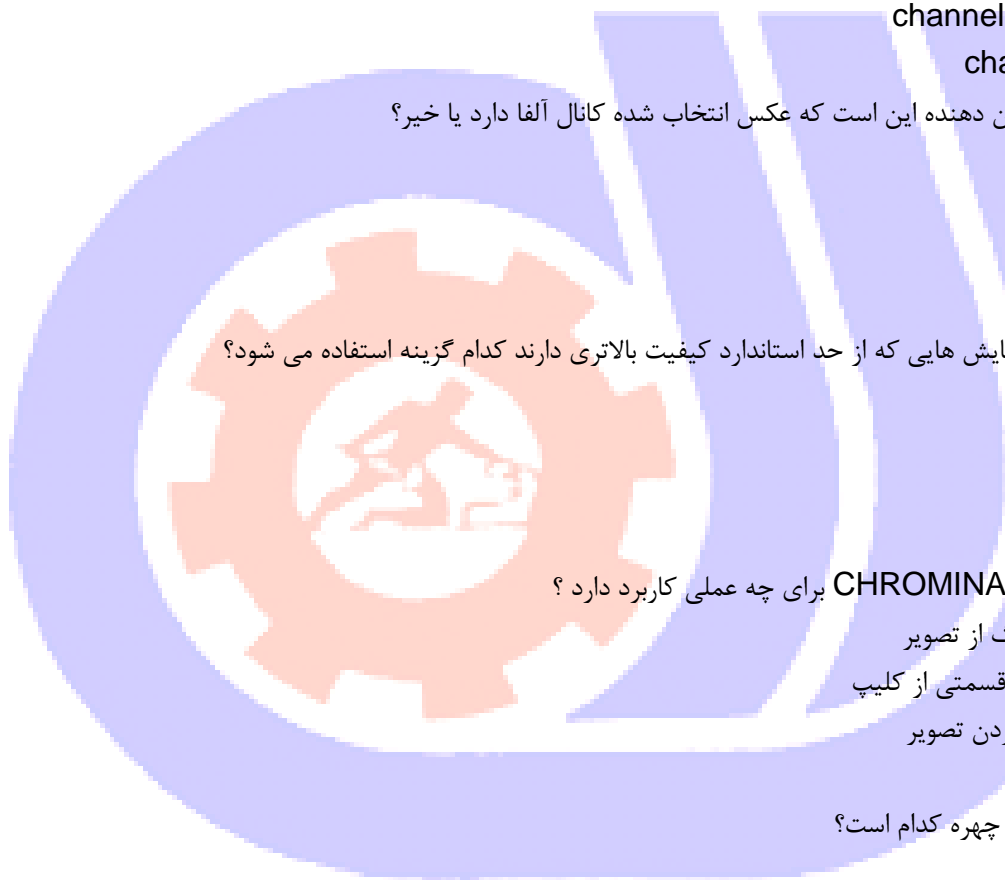 channel
cha
ن دهنده این است که عکس انتخاب شده کانال آلفا دارد یا خیر؟
ایش هایی که از حد استاندارد کیفیت بالاتری دارند کدام گزینه استفاده می شود؟
CHROMINA برای چه عملی کاربرد دارد ؟
ک از تصویر
قسمتی از کلیپ
ردن تصویر
چهره کدام است؟